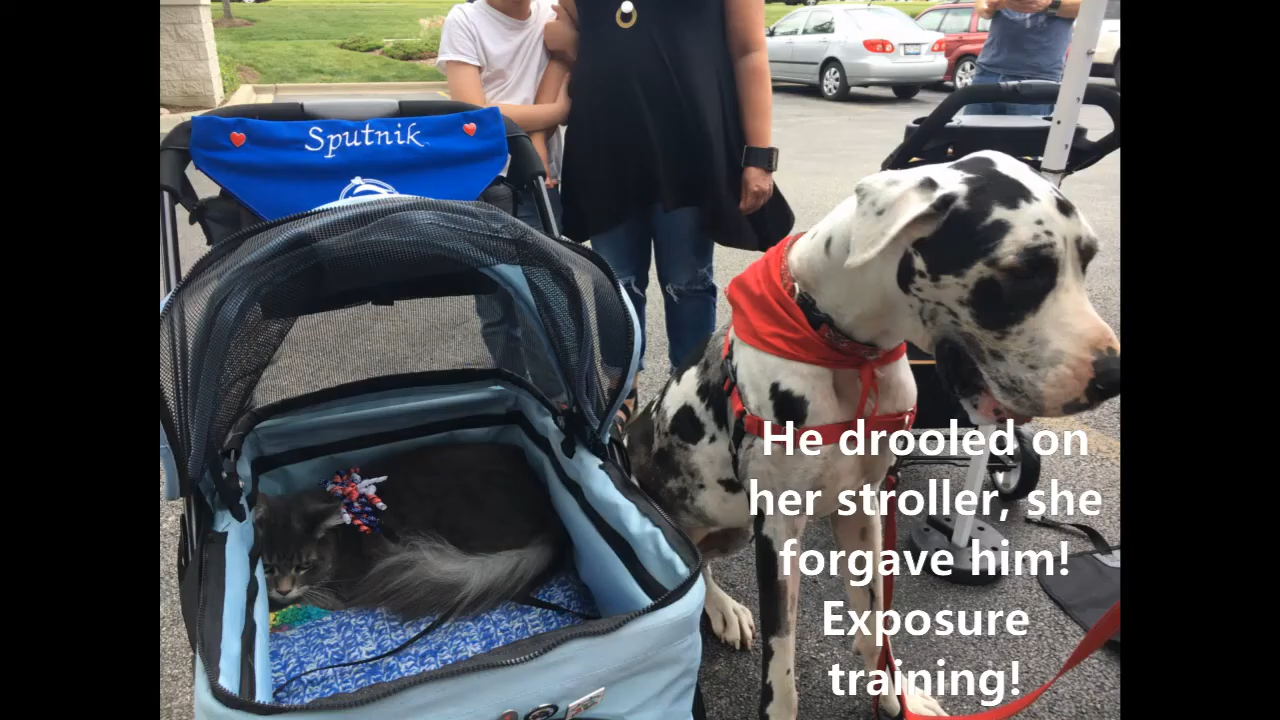 Sputnik
He drooled on
her stroller, she
forgave him!
Exposure
training!